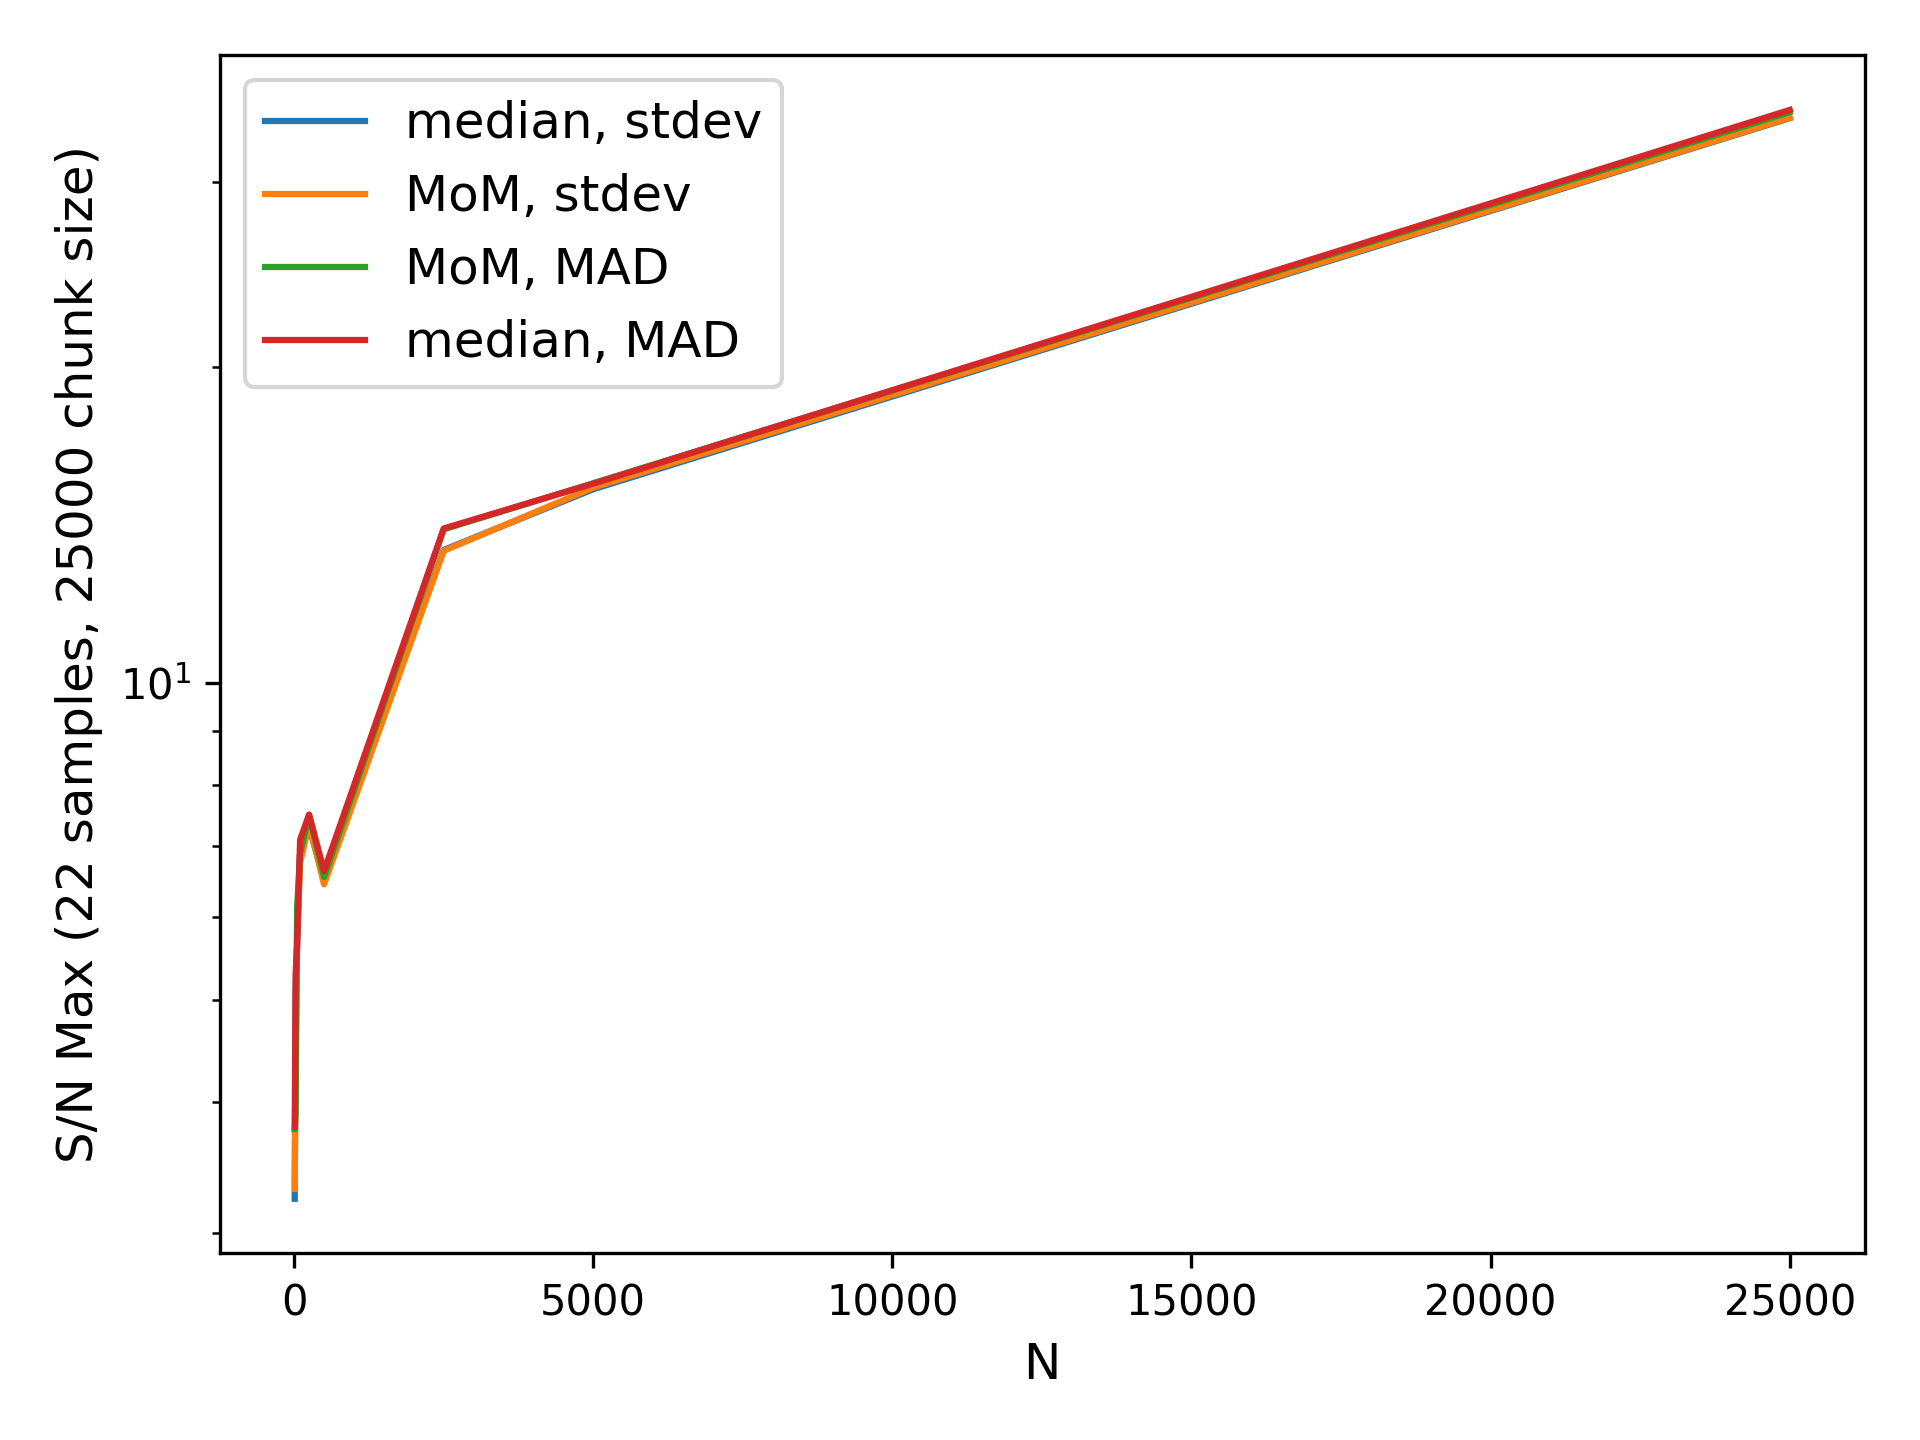 S/N Max (22 samples, 25000 chunk size)
median, stdev
MoM, stdev
MoM, MAD
median, MAD
10¹
0 5000 10000 15000 20000 25000
N